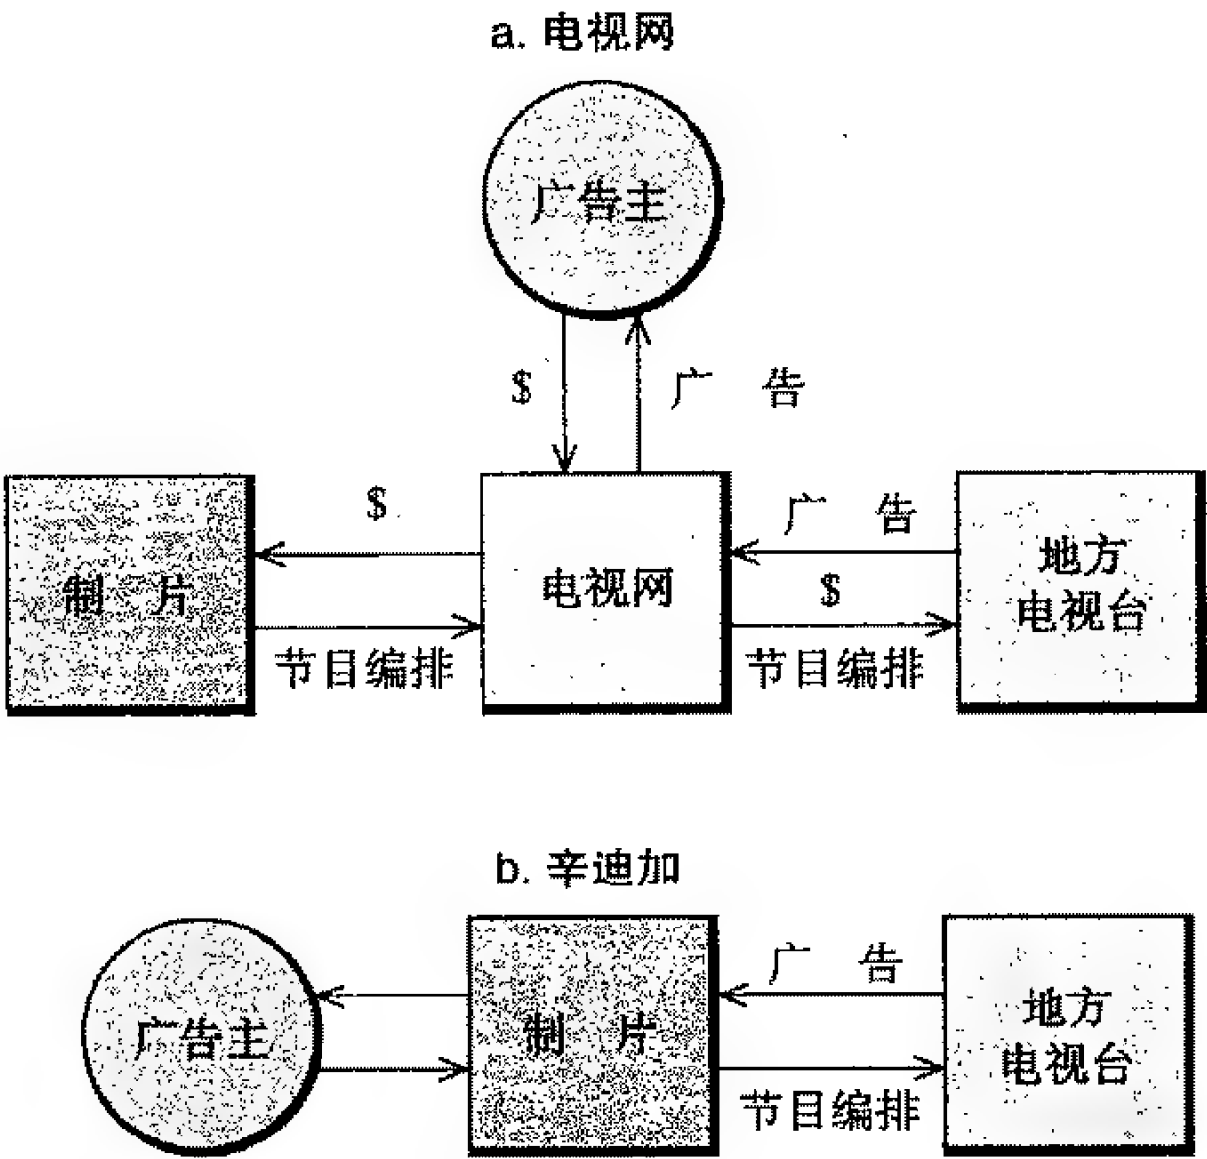 a. 电视网
广告主
$
广 告
$
广 告
制 片
电视网
地方
电视台
$
节目编排
节目编排
b. 辛迪加
广 告
广告主
制 片
地方
电视台
节目编排